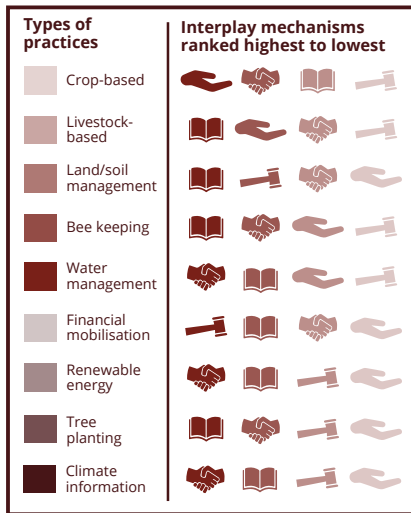 Types of
practices
Interplay mechanisms
ranked highest to lowest
Crop-based
Livestock-
based
Land/soil
management
Bee keeping
Water
management
Financial
mobilisation
Renewable
energy
Tree
planting
Climate
information